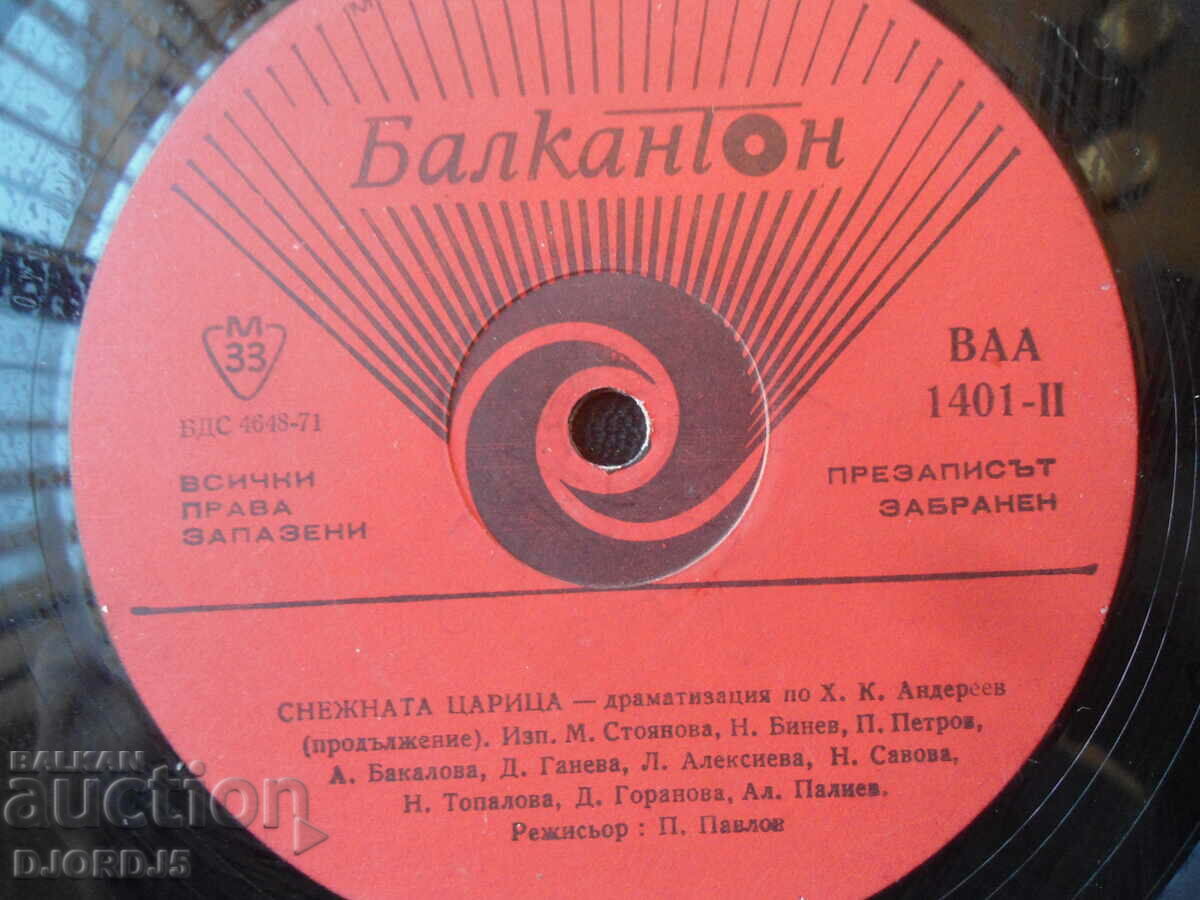 Балкантон
М
33
БДС 4648-71
ВСИЧКИ
ПРАВА
ЗАПАЗЕНИ
ВАА
1401-II
ПРЕЗАПИСЪТ
ЗАБРАНЕН
СНЕЖНАТА ЦАРИЦА — драматизация по Х. К. Андереев
(продължение). Изп. М. Стоянова, Н. Бинев, П. Петров,
А. Бакалова, Д. Ганева, Л. Алексиева, Н. Савова,
Н. Топалова, Д. Горанова, Ал. Палиев.
Режисьор : П. Павлов
BALKAN
auction
DJORDJ5